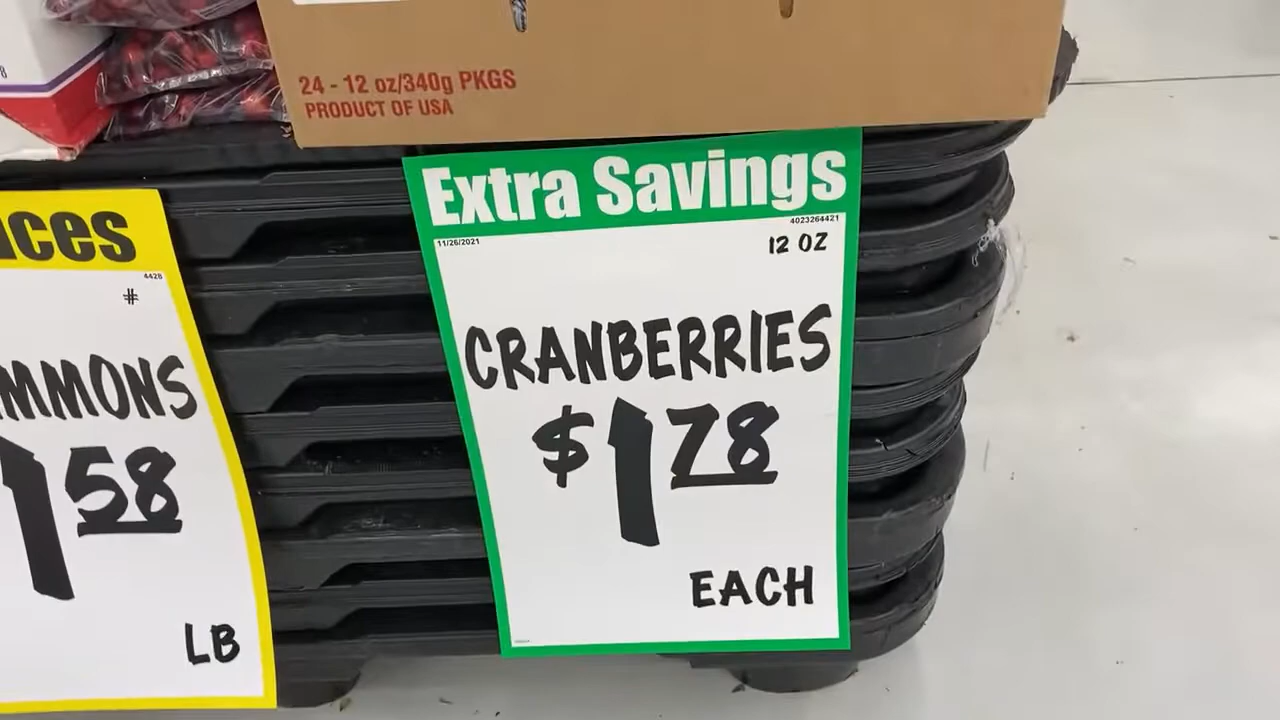 24 - 12 oz/340g PKGS
PRODUCT OF USA
Extra Savings
11/26/2021
4023264421
12 OZ
CRANBERRIES
$1 78
EACH
ices
4428
#
MMONS
1 58
LB